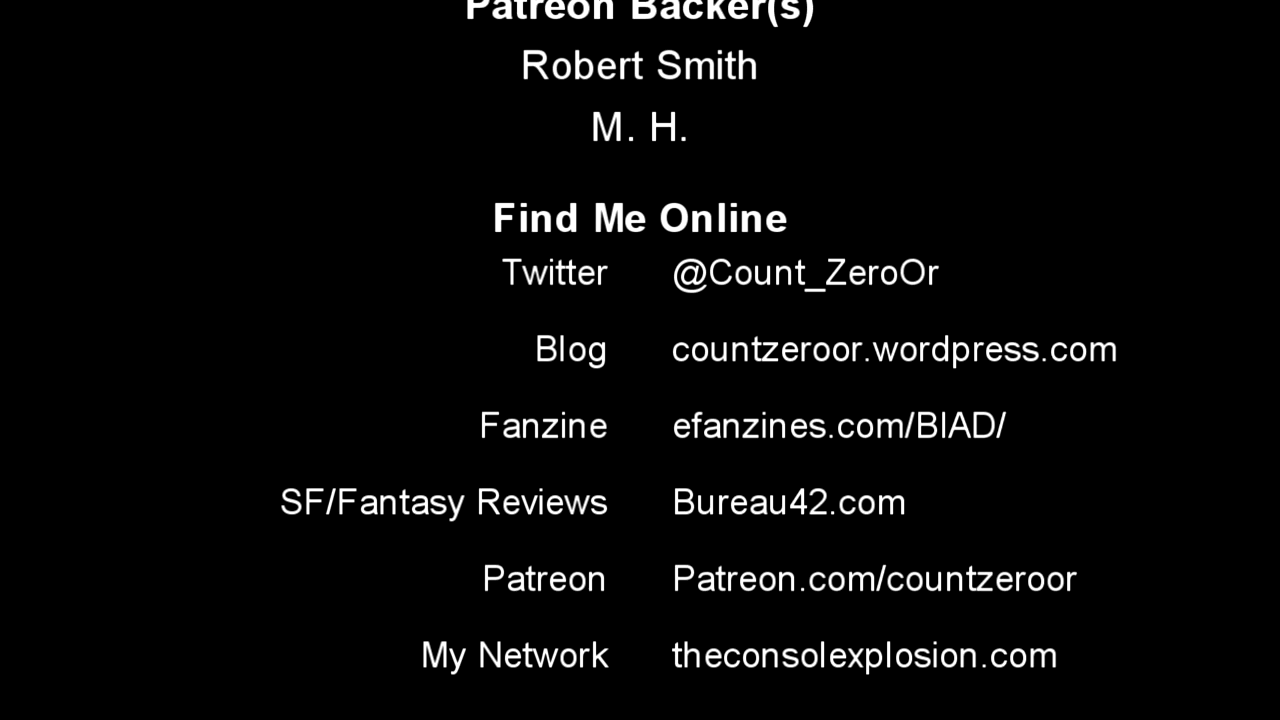 Patreon Backer(s)
Robert Smith
M. H.
Find Me Online
Twitter @Count_ZeroOr
Blog countzeroor.wordpress.com
Fanzine efanzines.com/BIAD/
SF/Fantasy Reviews Bureau42.com
Patreon Patreon.com/countzeroor
My Network theconsolexplosion.com